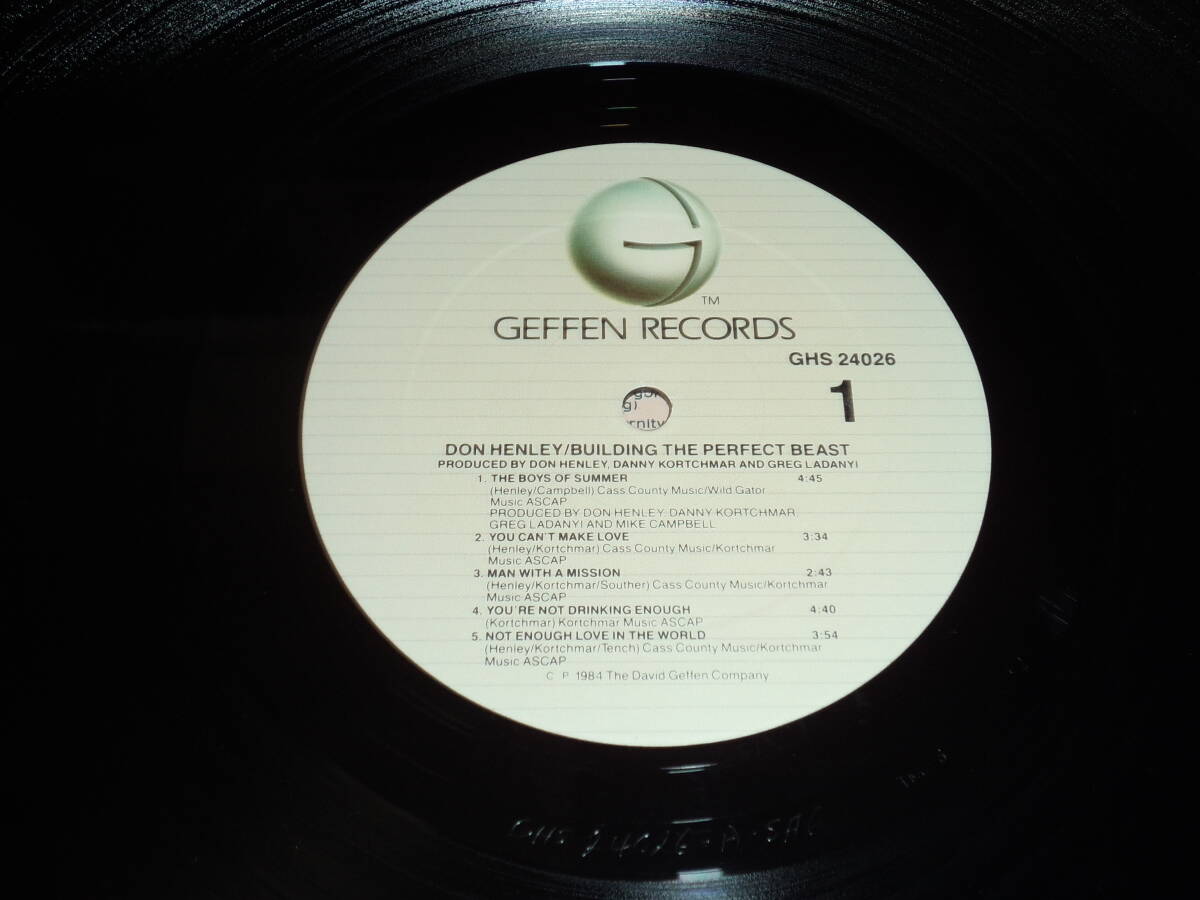 TM
GEFFEN RECORDS
GHS 24026
1
g)
rnity
DON HENLEY/BUILDING THE PERFECT BEAST
PRODUCED BY DON HENLEY, DANNY KORTCHMAR AND GREG LADANYI
1. THE BOYS OF SUMMER 4:45
(Henley/Campbell) Cass County Music/Wild Gator
Music ASCAP
PRODUCED BY DON HENLEY, DANNY KORTCHMAR,
GREG LADANYI AND MIKE CAMPBELL
2. YOU CAN'T MAKE LOVE 3:34
(Henley/Kortchmar) Cass County Music/Kortchmar
Music ASCAP
3. MAN WITH A MISSION 2:43
(Henley/Kortchmar/Souther) Cass County Music/Kortchmar
Music ASCAP
4. YOU'RE NOT DRINKING ENOUGH 4:40
(Kortchmar) Kortchmar Music ASCAP
5. NOT ENOUGH LOVE IN THE WORLD 3:54
(Henley/Kortchmar/Tench) Cass County Music/Kortchmar
Music ASCAP
C P 1984 The David Geffen Company